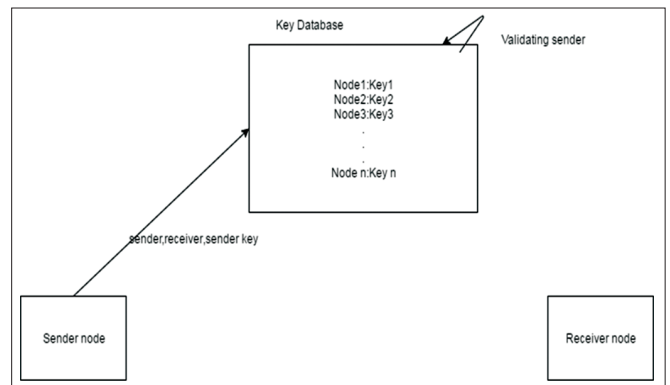 Key Database
Validating sender
Node1:Key1
Node2:Key2
Node3:Key3
.
.
.
Node n:Key n
sender,receiver,sender key
Sender node
Receiver node